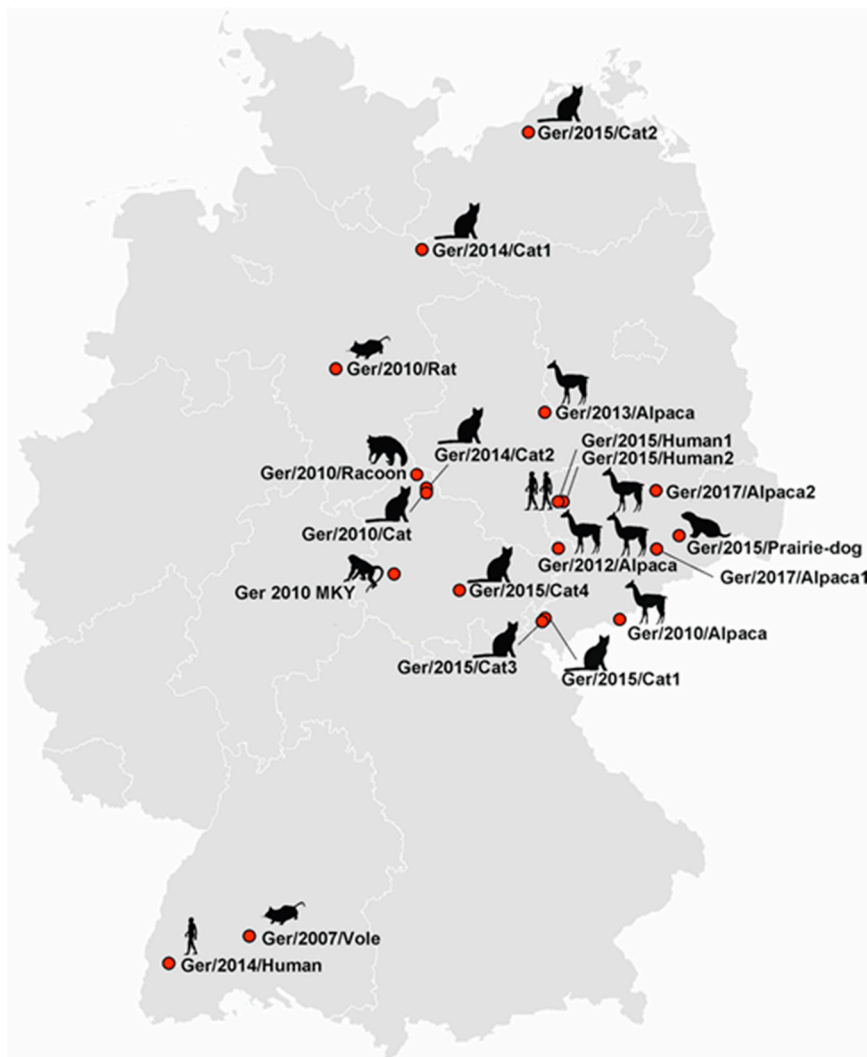 Ger/2015/Cat2
Ger/2014/Cat1
Ger/2010/Rat
Ger/2013/Alpaca
Ger/2015/Human1
Ger/2014/Cat2
Ger/2015/Human2
Ger/2010/Racoon
Ger/2017/Alpaca2
Ger/2010/Cat
Ger/2015/Prairie-dog
Ger/2012/Alpaca
Ger/2017/Alpaca1
Ger 2010 MKY
Ger/2015/Cat4
Ger/2010/Alpaca
Ger/2015/Cat3
Ger/2015/Cat1
Ger/2007/Vole
Ger/2014/Human